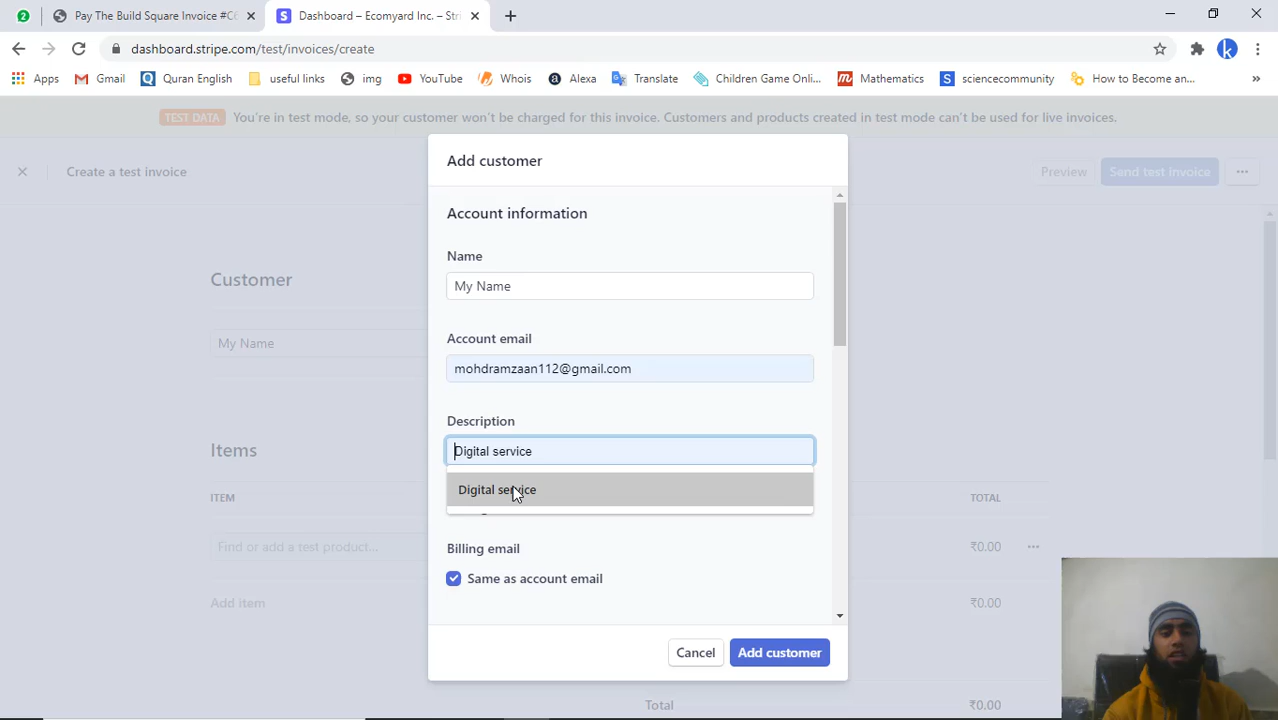 2
Pay The Build Square Invoice #C6
Dashboard – Ecomyard Inc. – Stri
dashboard.stripe.com/test/invoices/create
Apps
Gmail
Quran English
useful links
img
YouTube
Whois
Alexa
Translate
Children Game Onli...
Mathematics
sciencecommunity
How to Become an...
TEST DATA You're in test mode, so your customer won't be charged for this invoice. Customers and products created in test mode can't be used for live invoices.
Create a test invoice
Preview
Send test invoice
Customer
My Name
Items
ITEM
TOTAL
Find or add a test product...
₹0.00
Add item
₹0.00
Total
₹0.00
Add customer
Account information
Name
My Name
Account email
mohdramzaan112@gmail.com
Description
Digital service
Digital service
Billing email
Same as account email
Cancel
Add customer